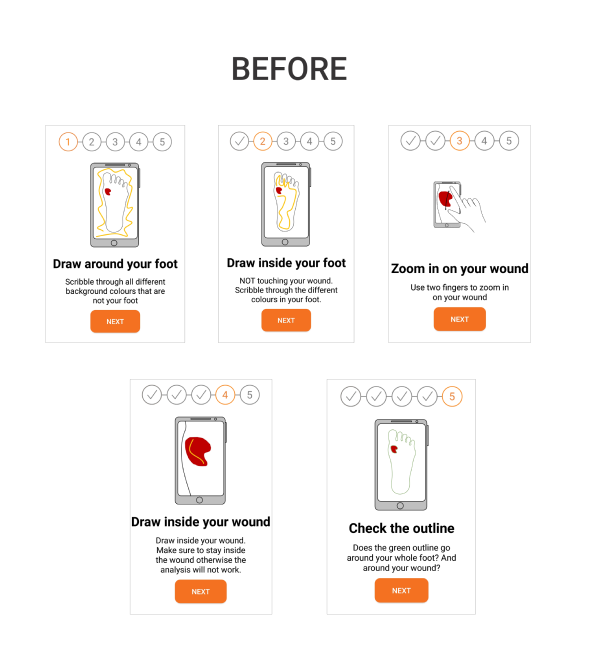 BEFORE
1 2 3 4 5
Draw around your foot
Scribble through all different
background colours that are
not your foot
NEXT
2 3 4 5
Draw inside your foot
NOT touching your wound.
Scribble through the different
colours in your foot.
NEXT
3 4 5
Zoom in on your wound
Use two fingers to zoom in
on your wound
NEXT
4 5
Draw inside your wound
Draw inside your wound.
Make sure to stay inside
the wound otherwise the
analysis will not work.
NEXT
5
Check the outline
Does the green outline go
around your whole foot? And
around your wound?
NEXT